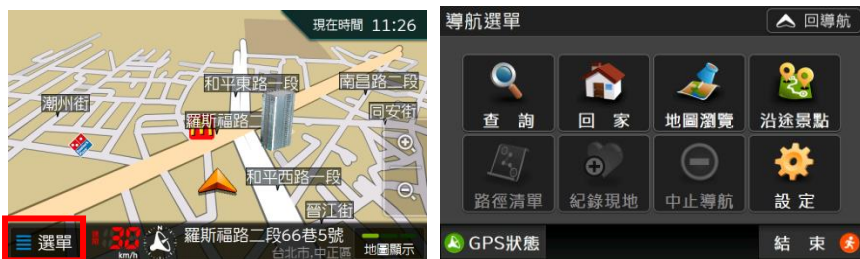 現在時間 11:26
和平東路一段
南昌路二段
潮州街
同安街
羅斯福路二
和平西路一段
晉江街
選單
30
km/h
N
羅斯福路二段66巷5號
台北市,中正區
地圖顯示
導航選單
回導航
查 詢
回 家
地圖瀏覽
沿途景點
路徑清單
紀錄現地
中止導航
設 定
GPS狀態
結 束